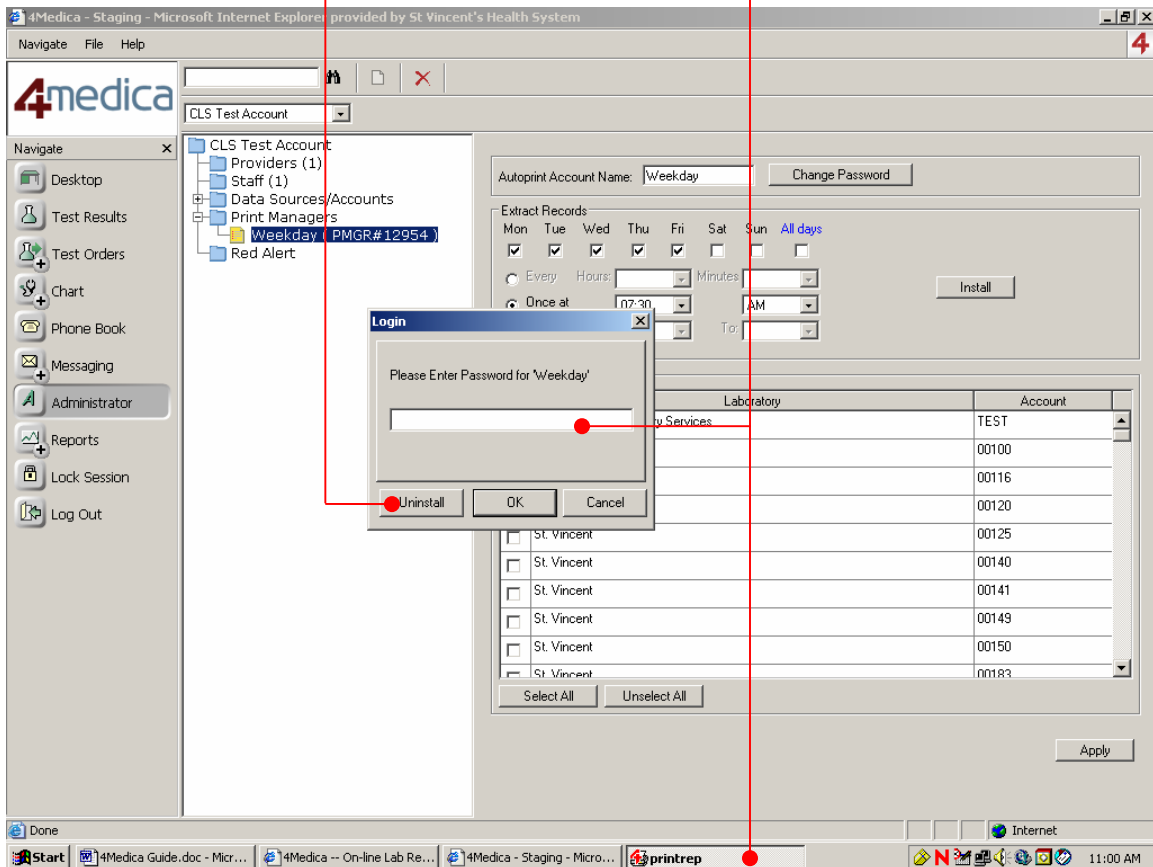 4Medica - Staging - Microsoft Internet Explorer provided by St Vincent's Health System
Navigate File Help
4
4medica
CLS Test Account
Navigate x
Desktop
Test Results
Test Orders
Chart
Phone Book
Messaging
Administrator
Reports
Lock Session
Log Out
CLS Test Account
Providers (1)
Staff (1)
Data Sources/Accounts
Print Managers
Weekday ( PMGR#12954 )
Red Alert
Autoprint Account Name: Weekday Change Password
Extract Records
Mon Tue Wed Thu Fri Sat Sun All days
Every Hours: Minutes
Once at 07:30 AM
To:
Install
Login
Please Enter Password for 'Weekday'
Uninstall OK Cancel
Laboratory Account
ry Services TEST
00100
00116
00120
St. Vincent 00125
St. Vincent 00140
St. Vincent 00141
St. Vincent 00149
St. Vincent 00150
St. Vincent 00183
Select All Unselect All
Apply
Done Internet
Start 4Medica Guide.doc - Micr... 4Medica -- On-line Lab Re... 4Medica - Staging - Micro... printrep N 11:00 AM